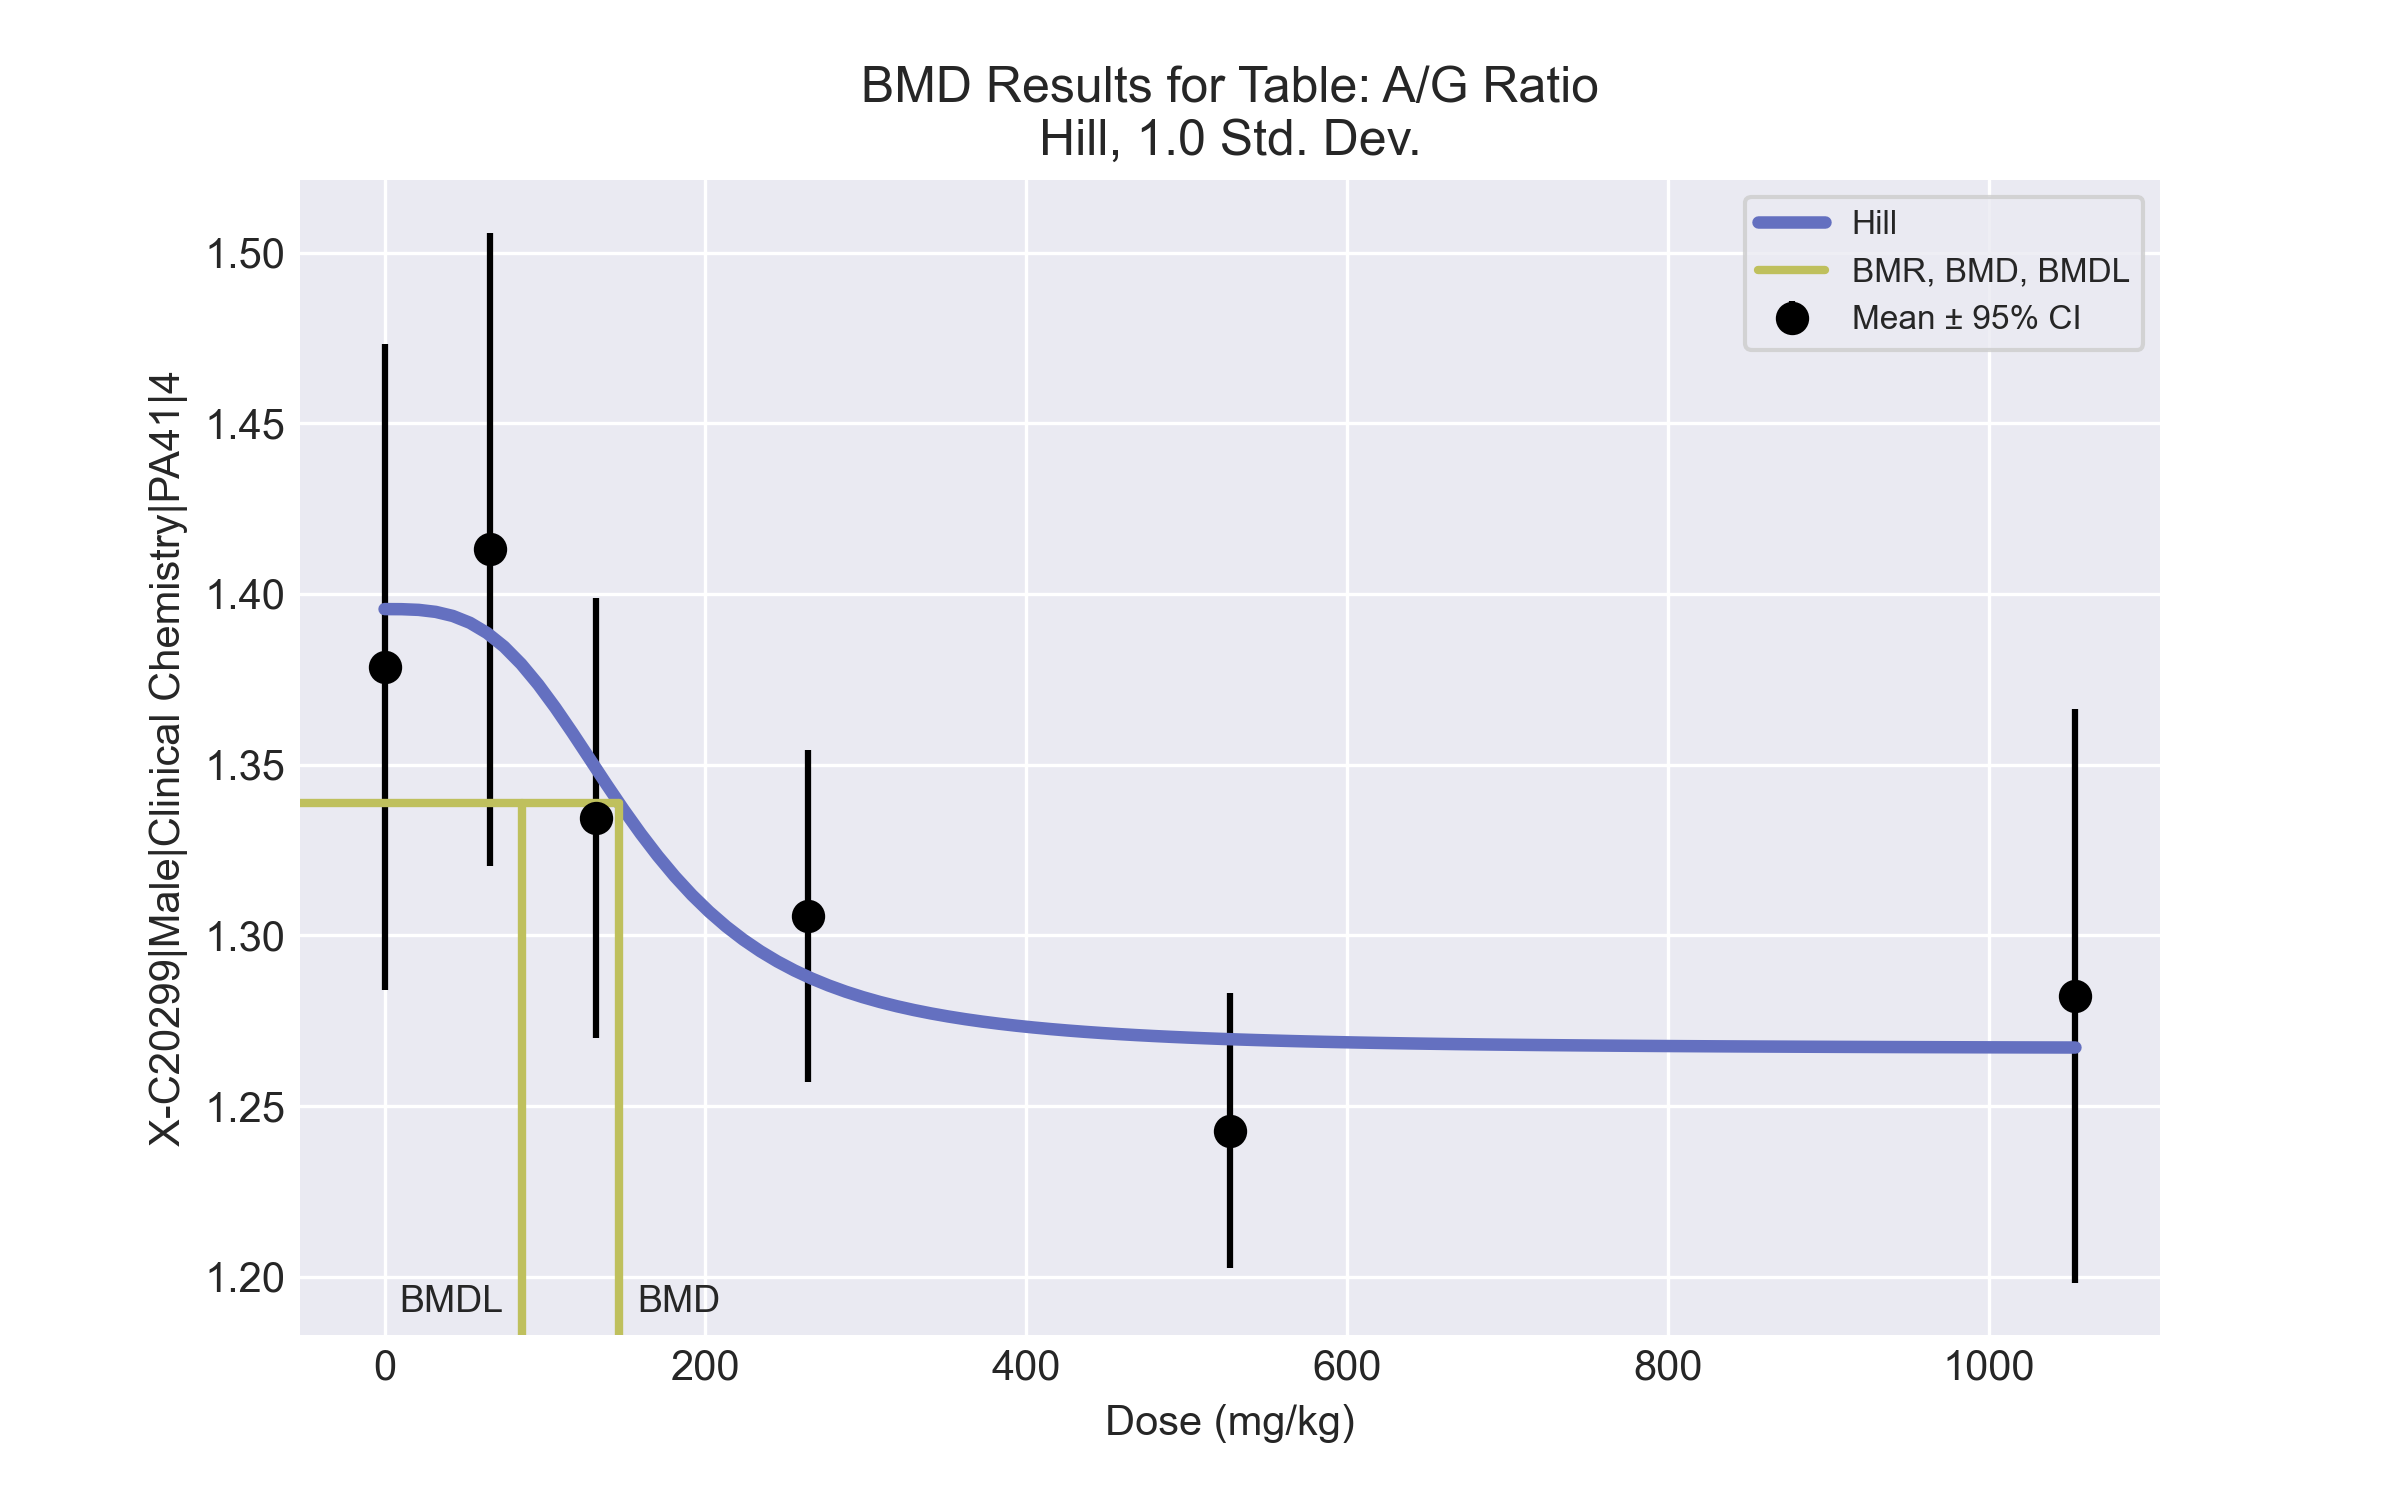 BMD Results for Table: A/G Ratio
Hill, 1.0 Std. Dev.
Hill
BMR, BMD, BMDL
Mean ± 95% CI
X-C20299|Male|Clinical Chemistry|PA41|4
1.50
1.45
1.40
1.35
1.30
1.25
1.20
BMDL
BMD
0
200
400
600
800
1000
Dose (mg/kg)